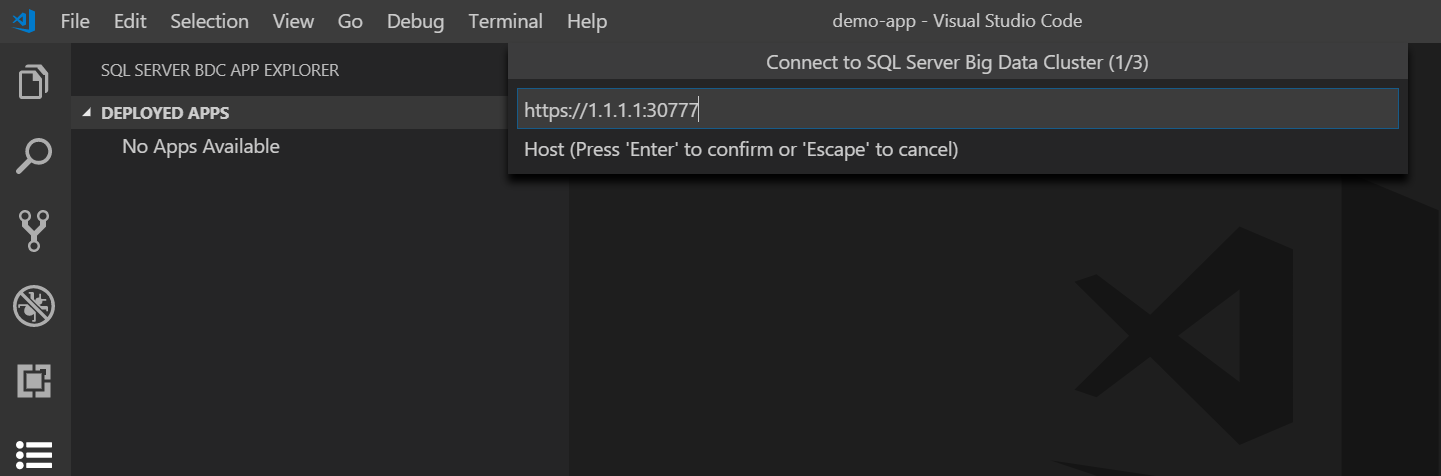 File Edit Selection View Go Debug Terminal Help demo-app - Visual Studio Code
SQL SERVER BDC APP EXPLORER
Connect to SQL Server Big Data Cluster (1/3)
DEPLOYED APPS
https://1.1.1.1:30777
No Apps Available
Host (Press 'Enter' to confirm or 'Escape' to cancel)